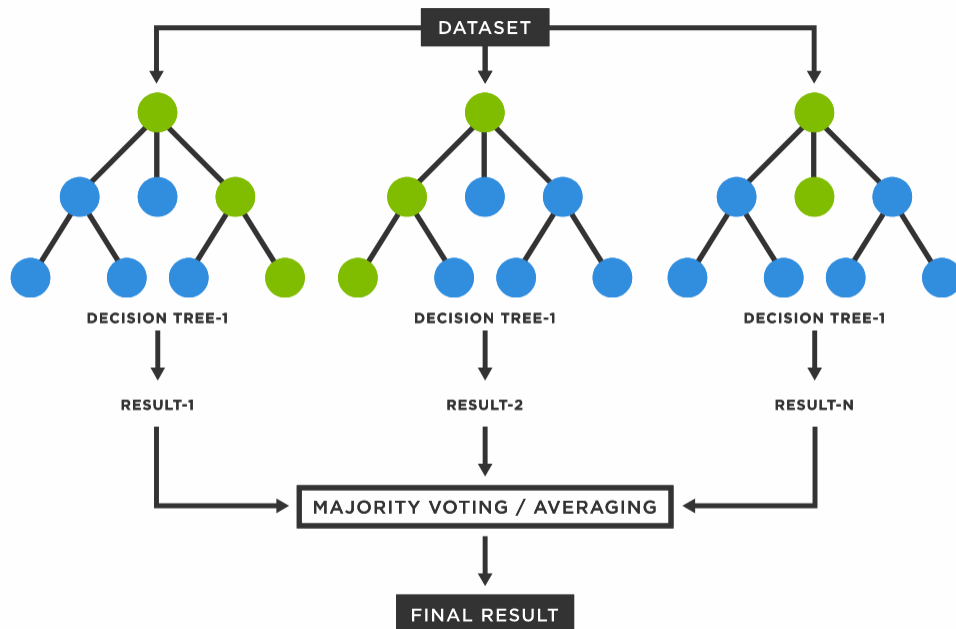 DATASET
DECISION TREE-1
DECISION TREE-1
DECISION TREE-1
RESULT-1
RESULT-2
RESULT-N
MAJORITY VOTING / AVERAGING
FINAL RESULT